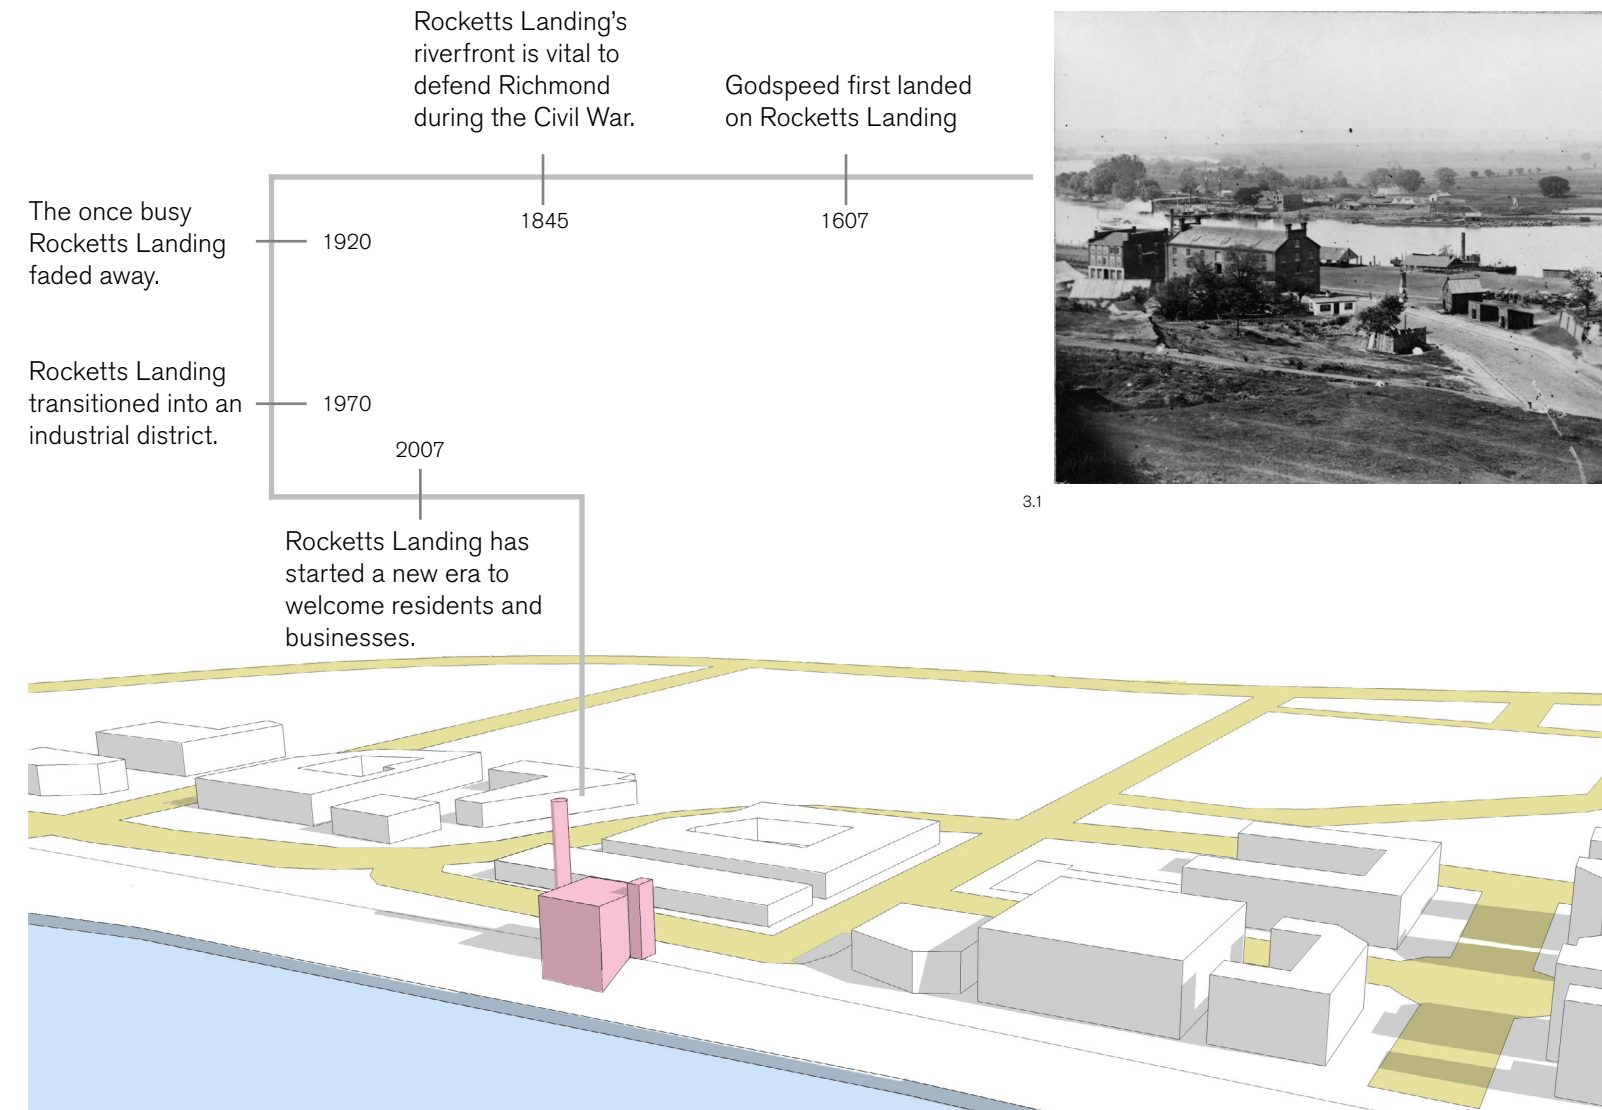 Rocketts Landing's
riverfront is vital to
defend Richmond
during the Civil War.
1845
Godspeed first landed
on Rocketts Landing
1607
The once busy
Rocketts Landing
faded away.
1920
Rocketts Landing
transitioned into an
industrial district.
1970
2007
Rocketts Landing has
started a new era to
welcome residents and
businesses.
3.1